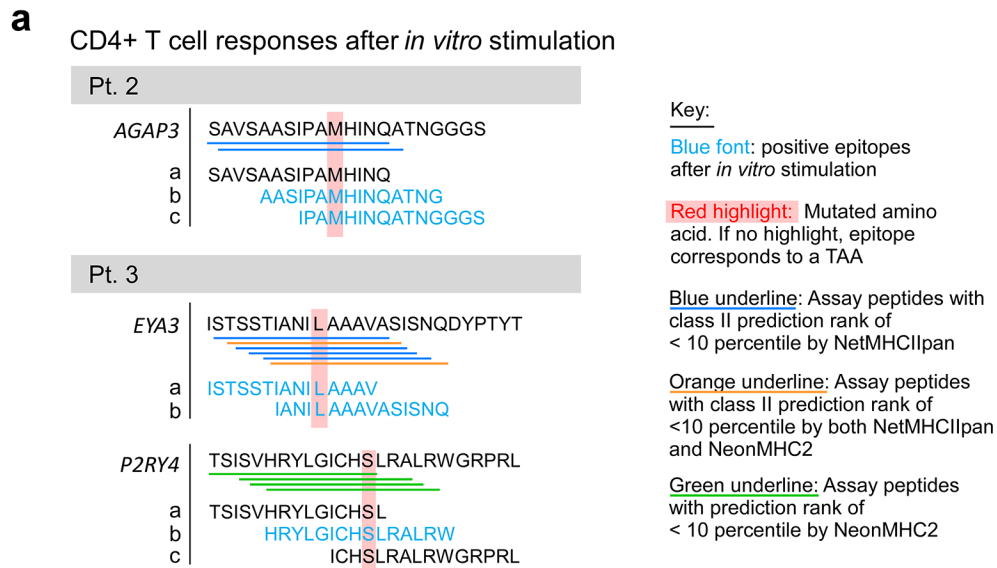 a
CD4+ T cell responses after in vitro stimulation
Pt. 2
AGAP3 SAVSAASIPAMHINQATNGGGS
a SAVSAASIPAMHINQ
b AASIPAMHINQATNG
c IPAMHINQATNGGGS
Pt. 3
EYA3 ISTSSTIANILAAAVASISNQDYPTYT
a ISTSSTIANILAAAV
b IANILAAAVASISNQ
P2RY4 TSISVHRYLGICHSLRALRWGRPRL
a TSISVHRYLGICHSL
b HRYLGICHSLRALRW
c ICHSLRALRWGRPRL
Key:
Blue font: positive epitopes
after in vitro stimulation
Red highlight: Mutated amino
acid. If no highlight, epitope
corresponds to a TAA
Blue underline: Assay peptides with
class II prediction rank of
< 10 percentile by NetMHCIIpan
Orange underline: Assay peptides
with class II prediction rank of
<10 percentile by both NetMHCIIpan
and NeonMHC2
Green underline: Assay peptides
with prediction rank of
< 10 percentile by NeonMHC2